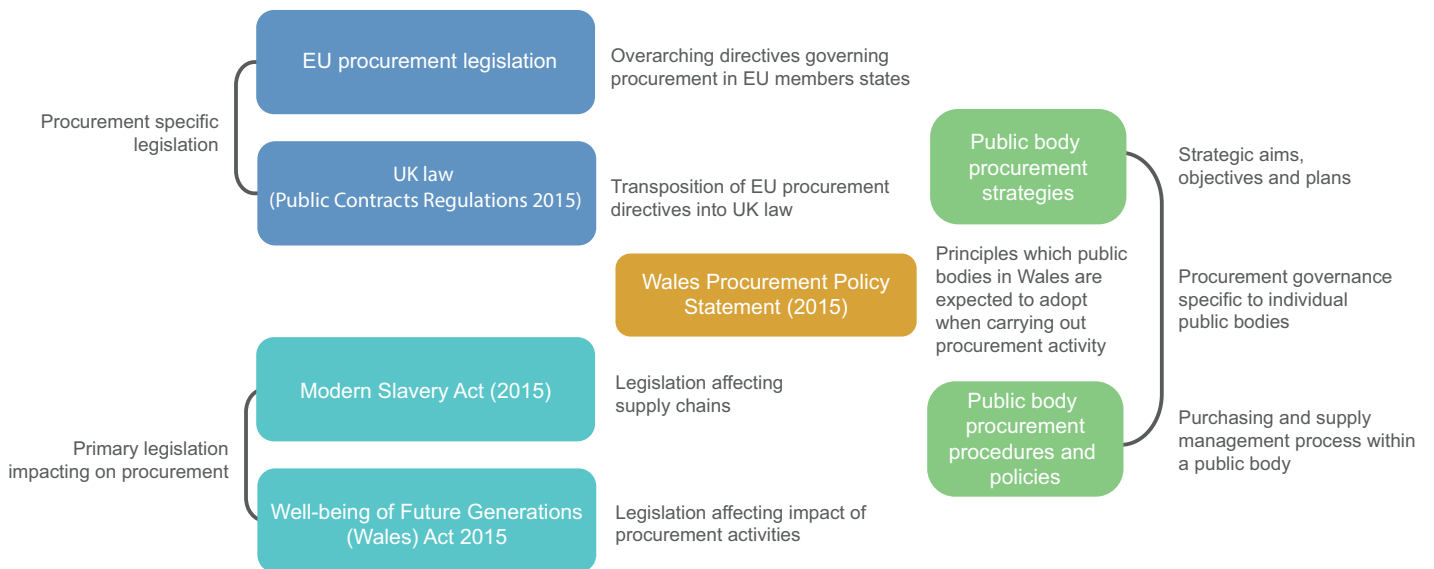 EU procurement legislation
Overarching directives governing
procurement in EU members states
Procurement specific
legislation
UK law
(Public Contracts Regulations 2015)
Transposition of EU procurement
directives into UK law
Public body
procurement
strategies
Strategic aims,
objectives and plans
Wales Procurement Policy
Statement (2015)
Principles which public
bodies in Wales are
expected to adopt
when carrying out
procurement activity
Procurement governance
specific to individual
public bodies
Modern Slavery Act (2015)
Legislation affecting
supply chains
Primary legislation
impacting on procurement
Well-being of Future Generations
(Wales) Act 2015
Legislation affecting impact of
procurement activities
Public body
procurement
procedures and
policies
Purchasing and supply
management process within
a public body